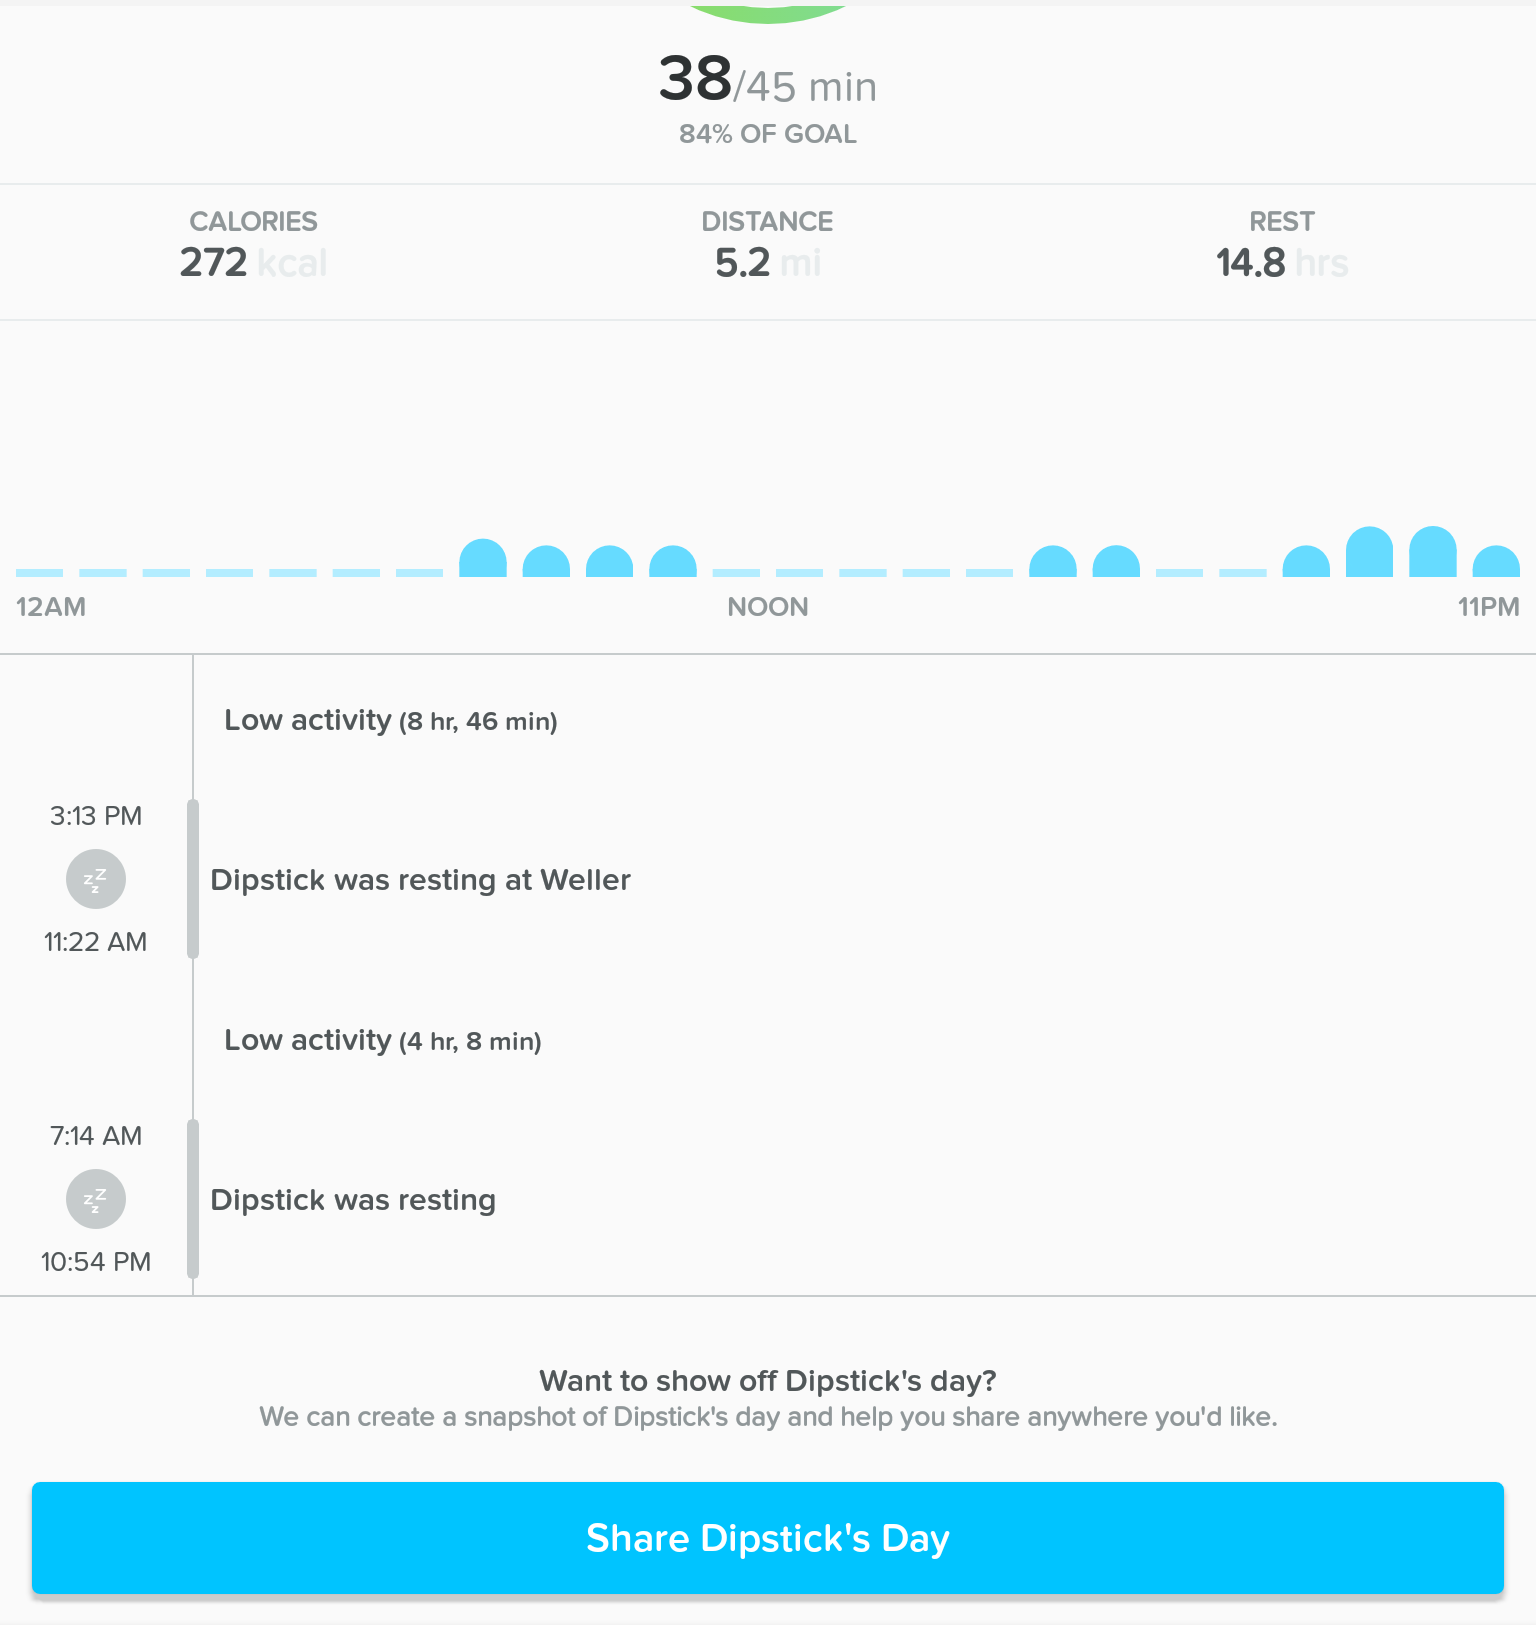 38/45 min
84% OF GOAL
CALORIES
272 kcal
DISTANCE
5.2 mi
REST
14.8 hrs
12AM
NOON
11PM
Low activity (8 hr, 46 min)
3:13 PM
zzz
Dipstick was resting at Weller
11:22 AM
Low activity (4 hr, 8 min)
7:14 AM
zzz
Dipstick was resting
10:54 PM
Want to show off Dipstick's day?
We can create a snapshot of Dipstick's day and help you share anywhere you'd like.
Share Dipstick's Day